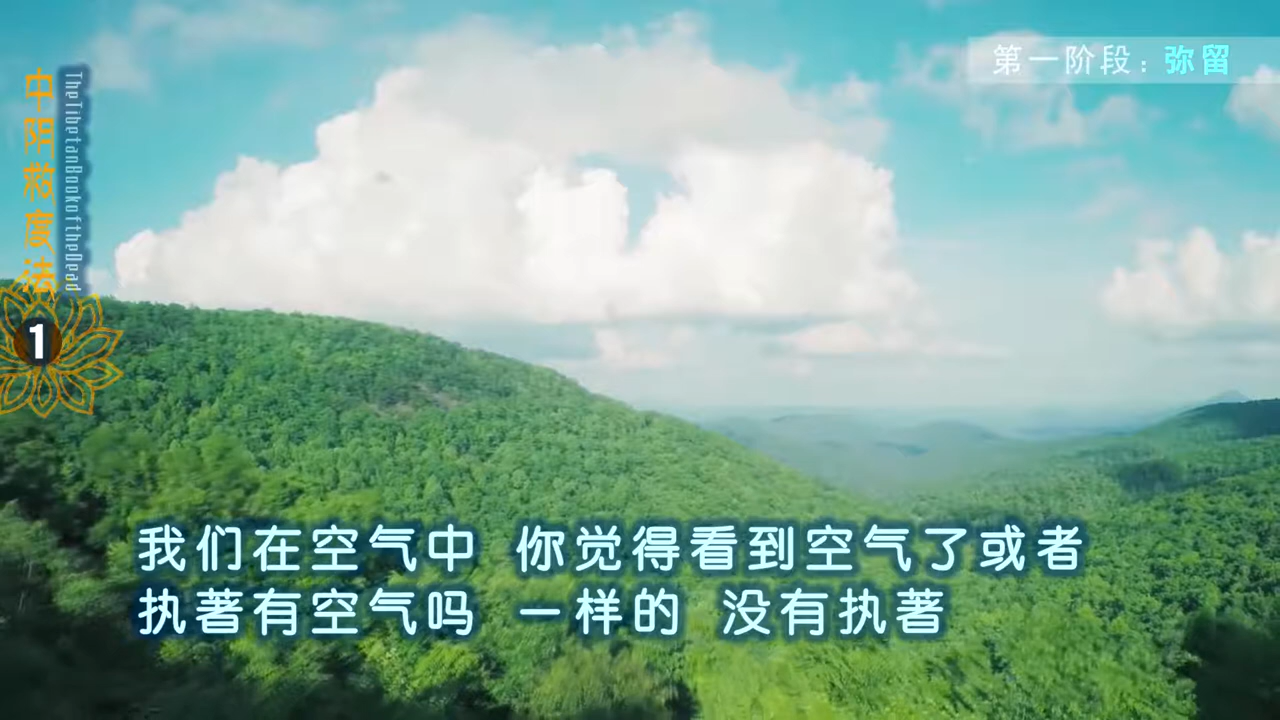 第一阶段：弥留
中阴救度法
TheTibetanBookoftheDead
1
我们在空气中 你觉得看到空气了或者
执著有空气吗 一样的 没有执著